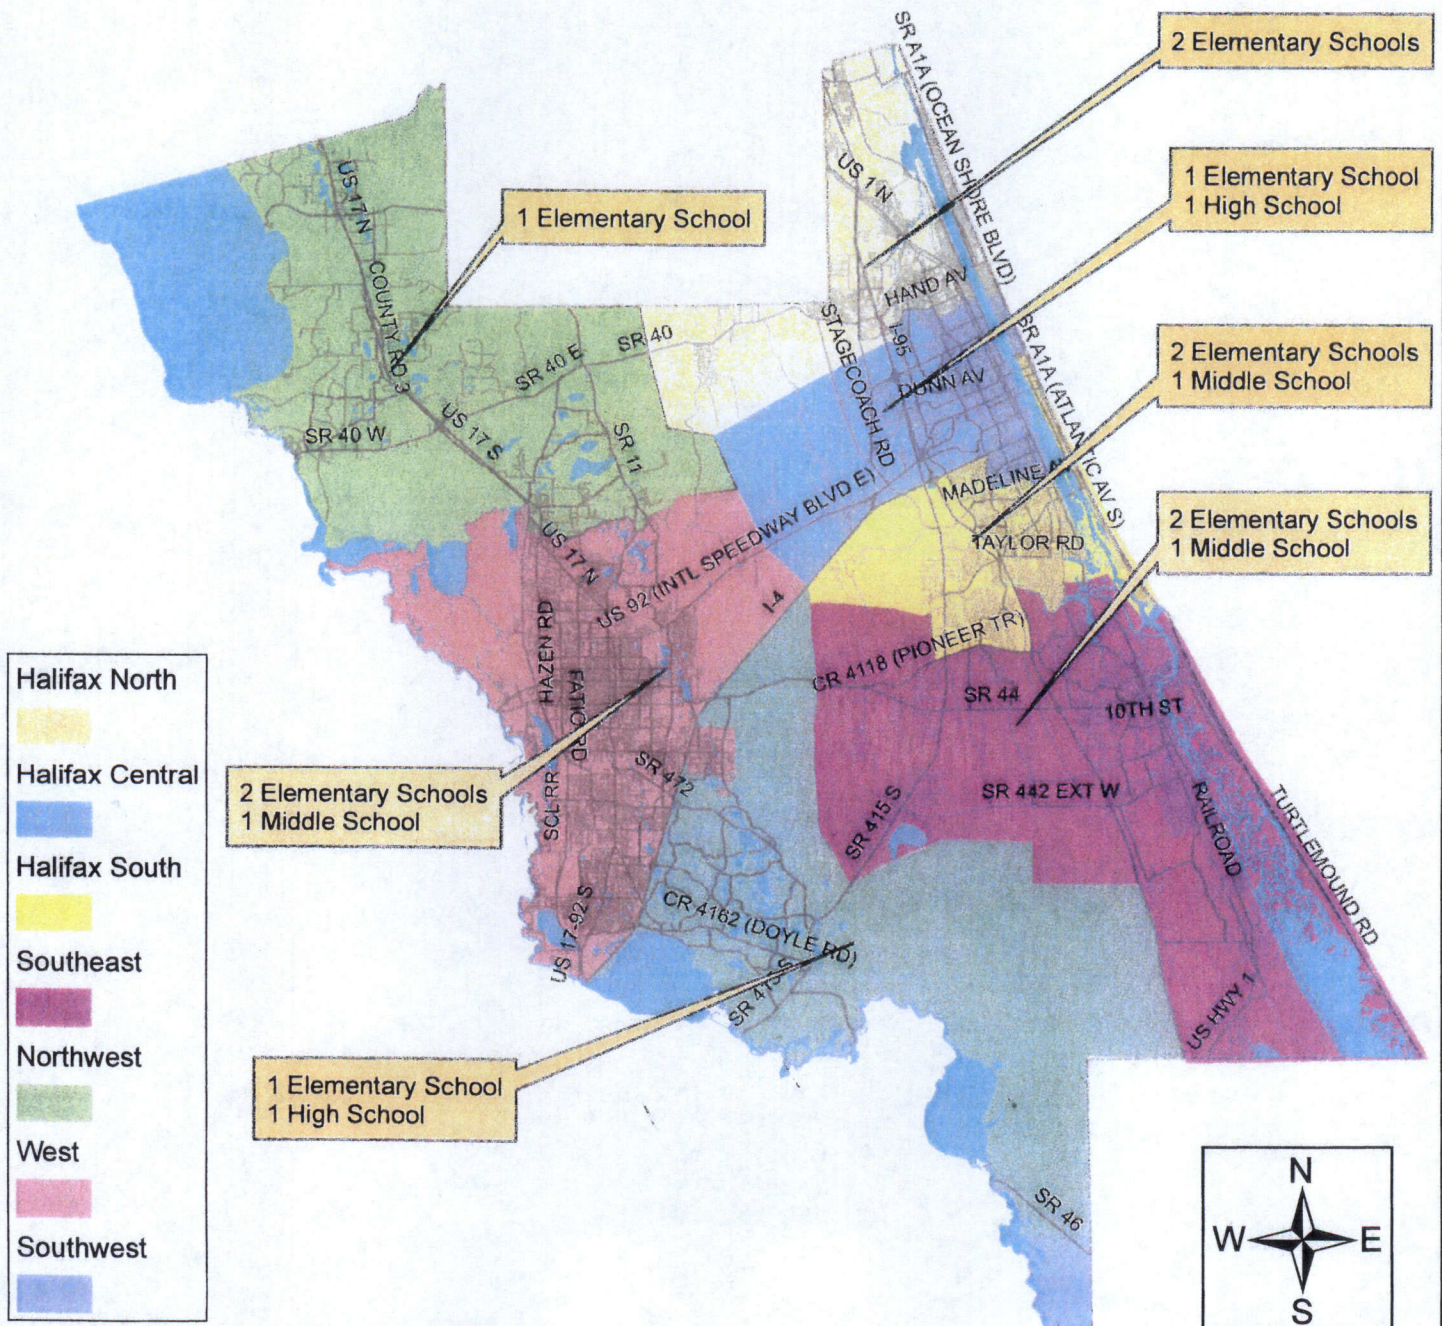 SR A1A (OCEAN SHORE BLVD)
2 Elementary Schools
US 1 N
1 Elementary School
1 High School
US 17 N
1 Elementary School
COUNTY RD 3
HAND AV
STAGECOACH RD
I-95
SR 40
SR 40 E
SR A1A (ATLANTIC AV S)
2 Elementary Schools
1 Middle School
DUNN AV
US 17 S
SR 40 W
SR 11
MADELINE AV
TAYLOR RD
2 Elementary Schools
1 Middle School
US 17 N
US 92 (INTL SPEEDWAY BLVD E)
I-4
CR 4118 (PIONEER TR)
HAZEN RD
FATIO RD
SR 44
10TH ST
Halifax North
Halifax Central
Halifax South
Southeast
Northwest
West
Southwest
2 Elementary Schools
1 Middle School
SCL RR
SR 472
SR 442 EXT W
SR 415 S
RAILROAD
TURTLEMOUND RD
US 17-92 S
CR 4162 (DOYLE RD)
SR 415 S
US HWY 1
1 Elementary School
1 High School
SR 46
N
W
E
S